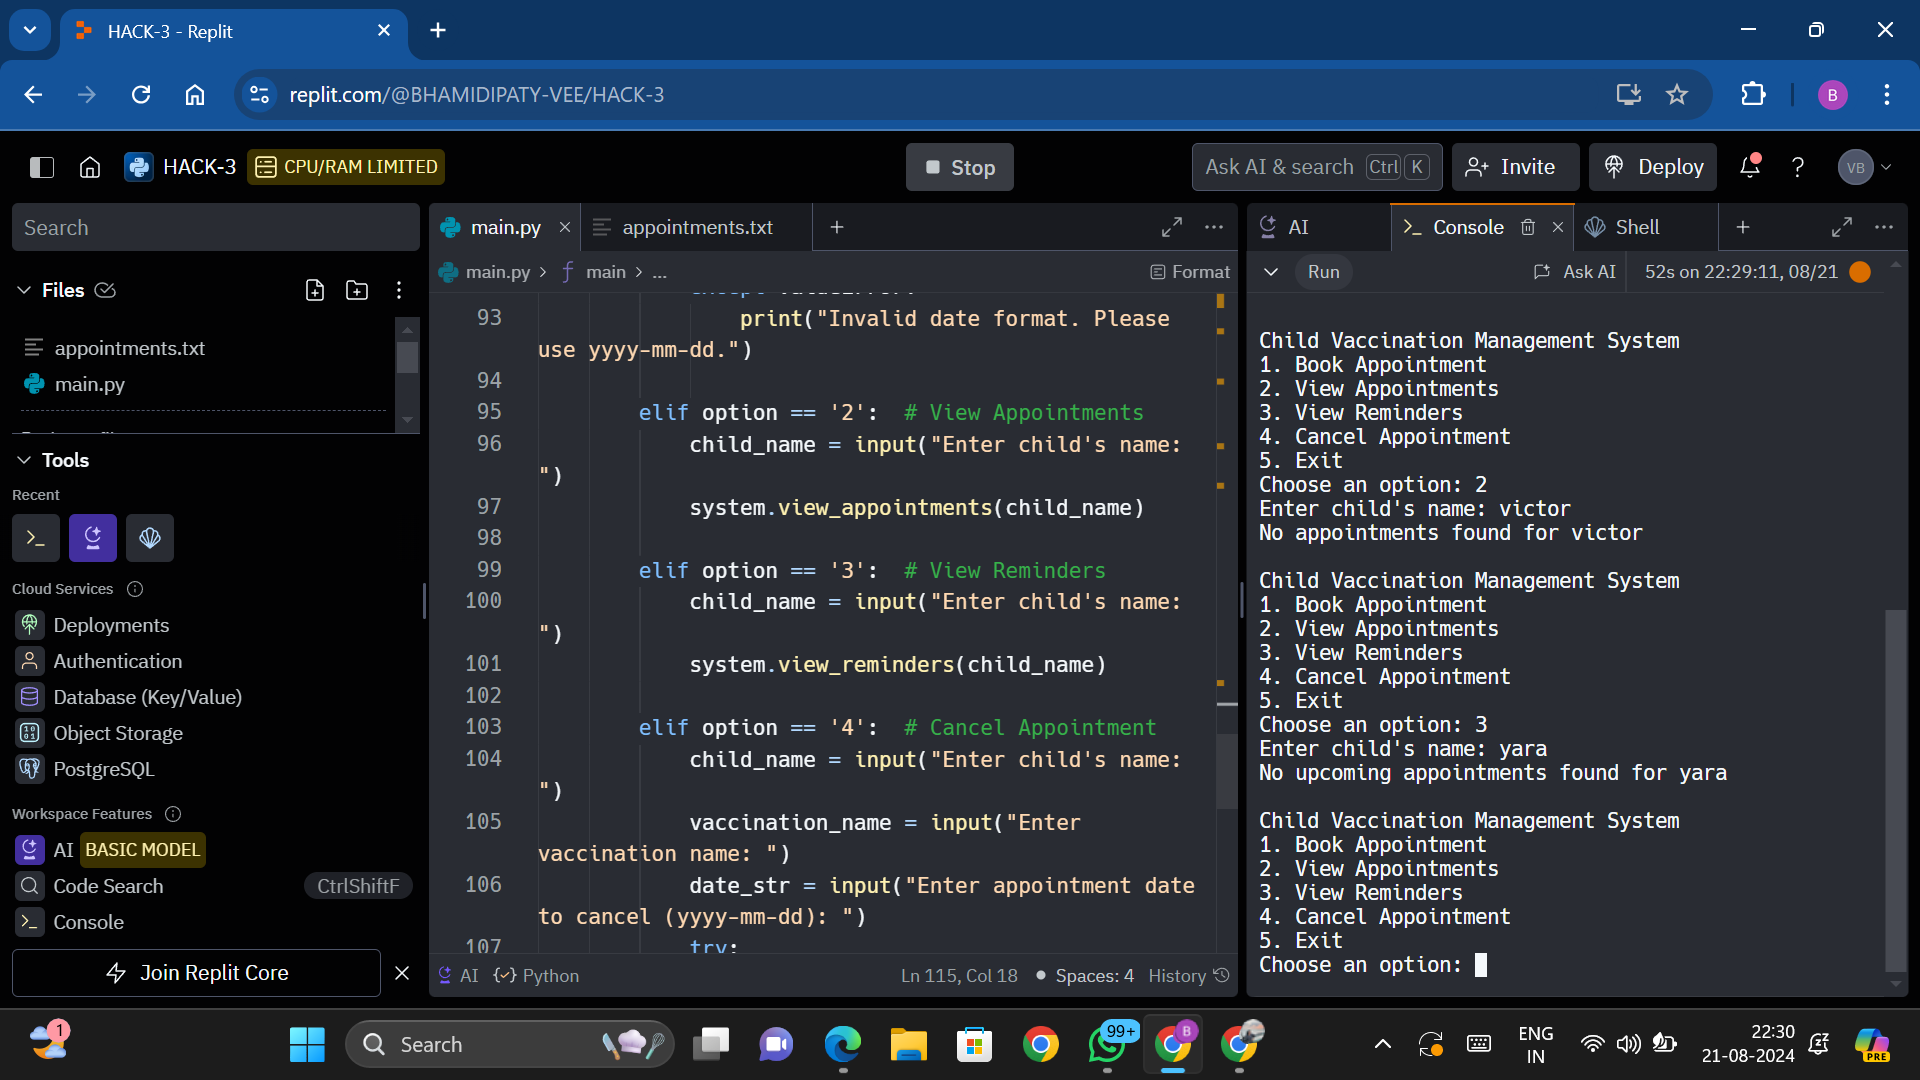 HACK-3 - Replit
replit.com/@BHAMIDIPATY-VEE/HACK-3
B
HACK-3
CPU/RAM LIMITED
Stop
Ask AI & search Ctrl K
Invite
Deploy
VB
Search
Files
appointments.txt
main.py
Tools
Recent
Cloud Services
Deployments
Authentication
Database (Key/Value)
Object Storage
PostgreSQL
Workspace Features
AI BASIC MODEL
Code Search CtrlShiftF
Console
Join Replit Core
main.py
appointments.txt
main.py > main > ...
Format
93 print("Invalid date format. Please
use yyyy-mm-dd.")
94
95 elif option == '2': # View Appointments
96 child_name = input("Enter child's name:
")
97 system.view_appointments(child_name)
98
99 elif option == '3': # View Reminders
100 child_name = input("Enter child's name:
")
101 system.view_reminders(child_name)
102
103 elif option == '4': # Cancel Appointment
104 child_name = input("Enter child's name:
")
105 vaccination_name = input("Enter
vaccination name: ")
106 date_str = input("Enter appointment date
to cancel (yyyy-mm-dd): ")
107 try:
AI Python Ln 115, Col 18 Spaces: 4 History
AI
Console
Shell
Run Ask AI 52s on 22:29:11, 08/21
Child Vaccination Management System
1. Book Appointment
2. View Appointments
3. View Reminders
4. Cancel Appointment
5. Exit
Choose an option: 2
Enter child's name: victor
No appointments found for victor
Child Vaccination Management System
1. Book Appointment
2. View Appointments
3. View Reminders
4. Cancel Appointment
5. Exit
Choose an option: 3
Enter child's name: yara
No upcoming appointments found for yara
Child Vaccination Management System
1. Book Appointment
2. View Appointments
3. View Reminders
4. Cancel Appointment
5. Exit
Choose an option:
1
Search
99+
B
ENG
IN
22:30
21-08-2024
PRE